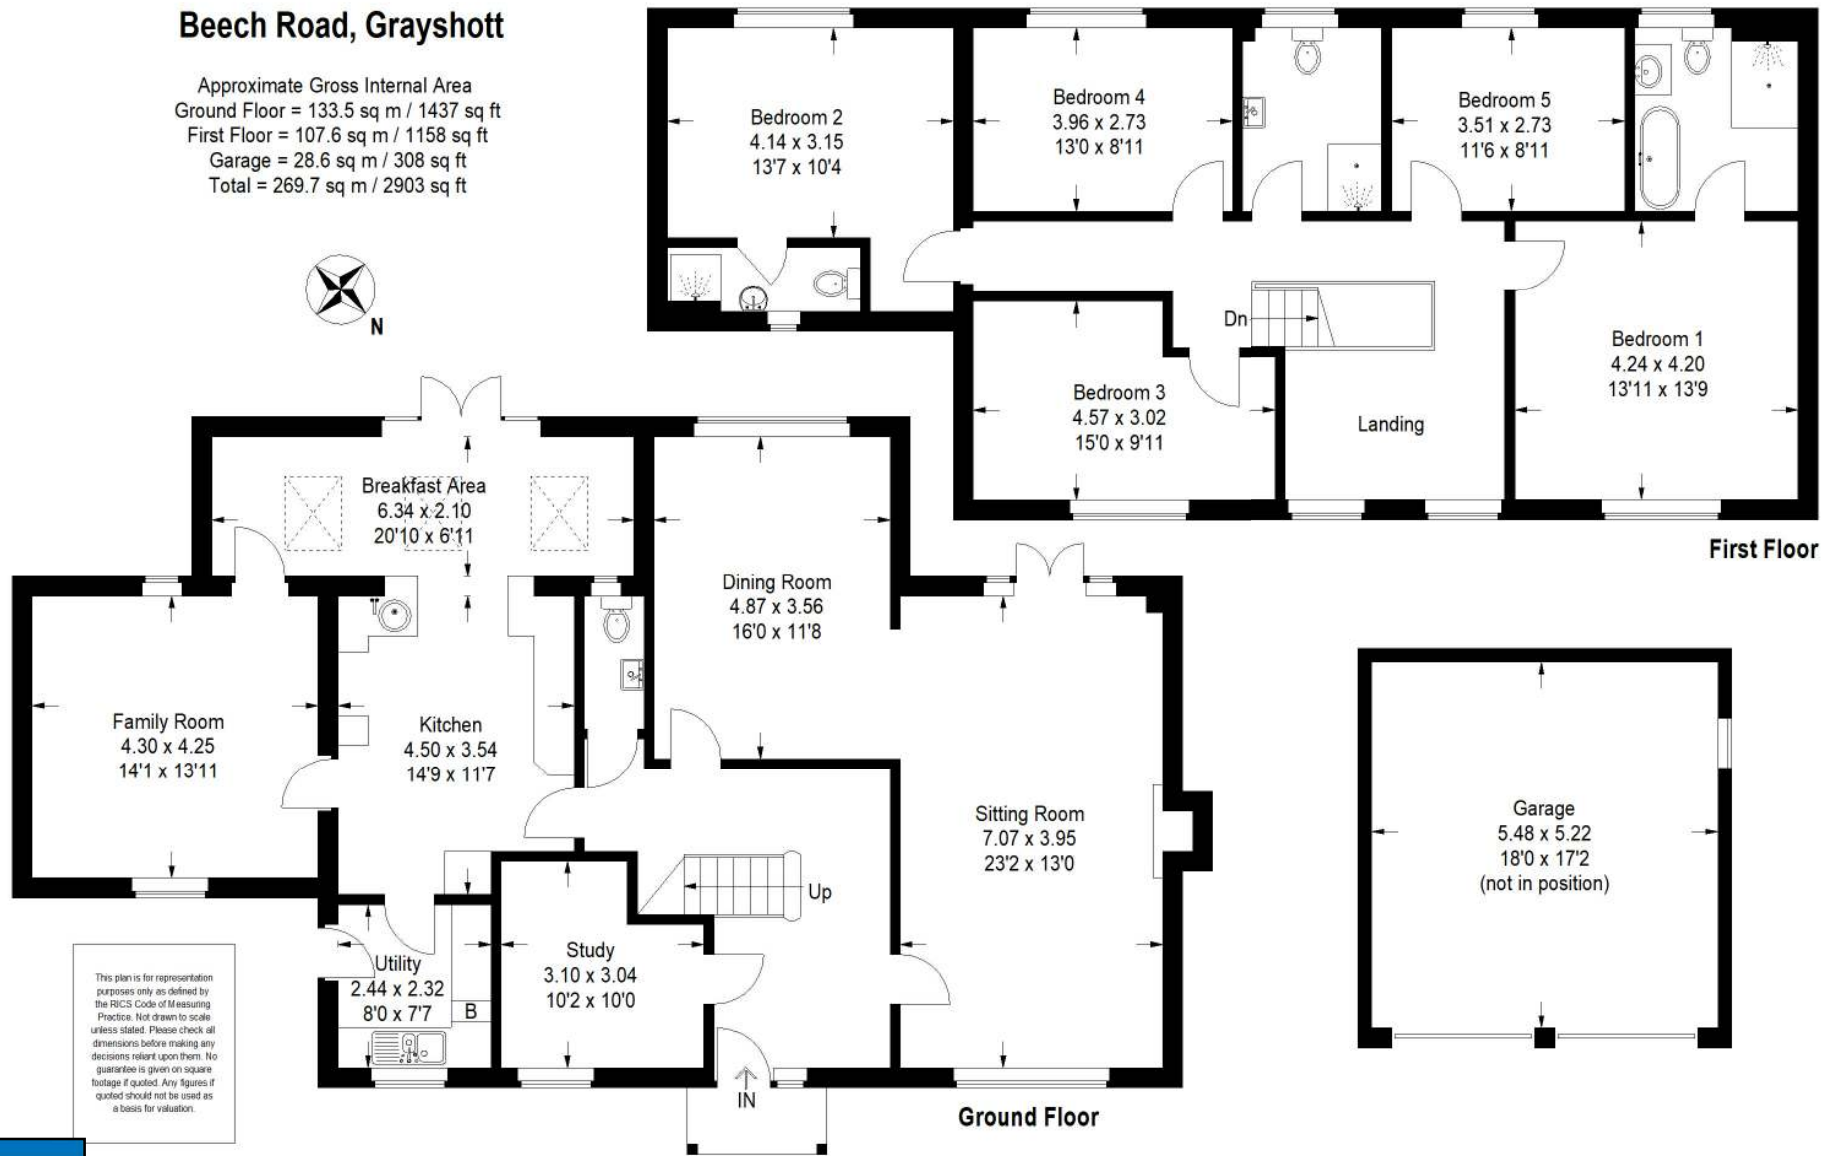 Beech Road, Grayshott
Approximate Gross Internal Area
Ground Floor = 133.5 sq m / 1437 sq ft
First Floor = 107.6 sq m / 1158 sq ft
Garage = 28.6 sq m / 308 sq ft
Total = 269.7 sq m / 2903 sq ft
N
Bedroom 2
4.14 x 3.15
13'7 x 10'4
Bedroom 4
3.96 x 2.73
13'0 x 8'11
Bedroom 5
3.51 x 2.73
11'6 x 8'11
Dn
Bedroom 1
4.24 x 4.20
13'11 x 13'9
Bedroom 3
4.57 x 3.02
15'0 x 9'11
Landing
First Floor
Breakfast Area
6.34 x 2.10
20'10 x 6'11
Dining Room
4.87 x 3.56
16'0 x 11'8
Family Room
4.30 x 4.25
14'1 x 13'11
Kitchen
4.50 x 3.54
14'9 x 11'7
Sitting Room
7.07 x 3.95
23'2 x 13'0
Up
Study
3.10 x 3.04
10'2 x 10'0
Utility
2.44 x 2.32
8'0 x 7'7
B
IN
Ground Floor
Garage
5.48 x 5.22
18'0 x 17'2
(not in position)
This plan is for representation
purposes only as defined by
the RICS Code of Measuring
Practice. Not drawn to scale
unless stated. Please check all
dimensions before making any
decisions reliant upon them. No
guarantee is given on square
footage if quoted. Any figures if
quoted should not be used as
a basis for valuation.